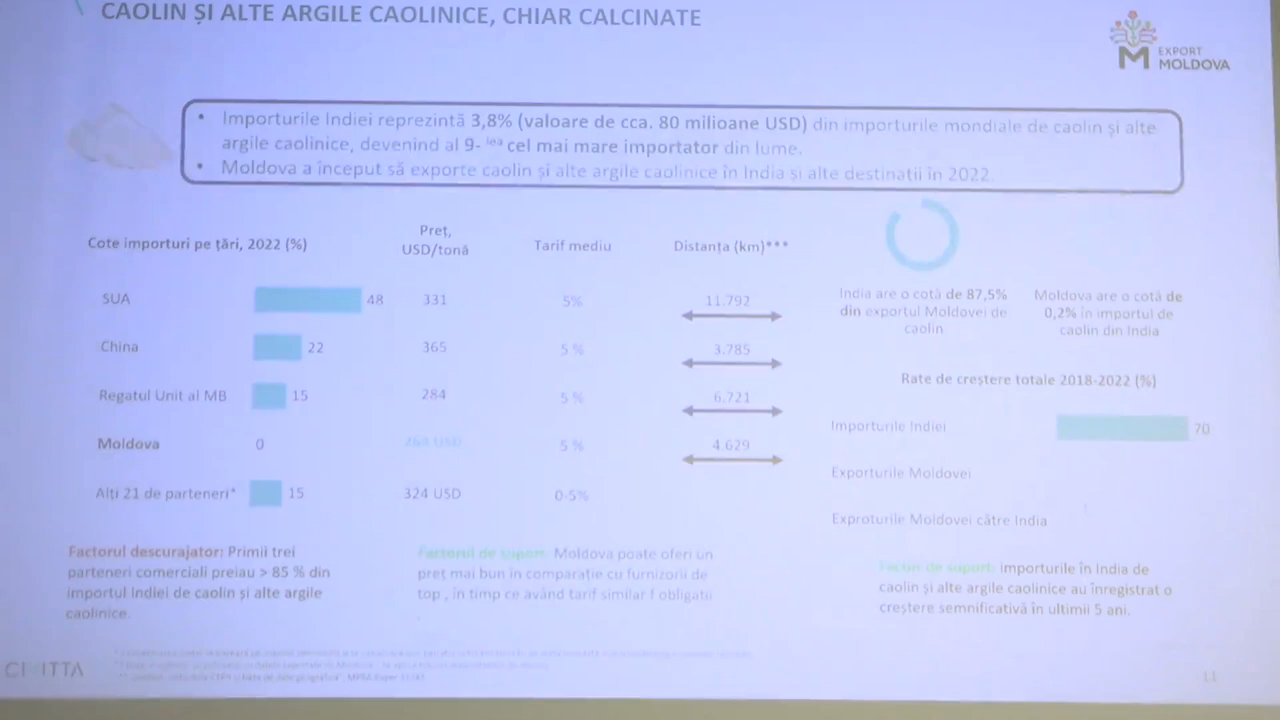 CAOLIN ȘI ALTE ARGILE CAOLINICE, CHIAR CALCINATE
EXPORT
MOLDOVA
• Importurile Indiei reprezintă 3,8% (valoare de cca. 80 milioane USD) din importurile mondiale de caolin și alte
argile caolinice, devenind al 9- lea cel mai mare importator din lume.
• Moldova a început să exporte caolin și alte argile caolinice în India și alte destinații în 2022.
Cote importuri pe țări, 2022 (%)
Preț,
USD/tonă
Tarif mediu
Distanța (km)***
SUA 48 331 5% 11.792
China 22 365 5 % 3.785
Regatul Unit al MB 15 284 5 % 6.721
Moldova 0 USD 5 % 4.629
Alți 21 de parteneri* 15 324 USD 0-5%
India are o cotă de 87,5%
din exportul Moldovei de
caolin
Moldova are o cotă de
0,2% în importul de
caolin din India
Rate de creștere totale 2018-2022 (%)
Importurile Indiei 70
Exporturile Moldovei
Exproturile Moldovei către India
Factorul descurajator: Primii trei
parteneri comerciali preiau > 85 % din
importul Indiei de caolin și alte argile
caolinice.
Factorul de suport: Moldova poate oferi un
preț mai bun în comparație cu furnizorii de
top , în timp ce având tarif similar
Factori de suport: importurile în India de
caolin și alte argile caolinice au înregistrat o
creștere semnificativă în ultimii 5 ani.
CIVITTA
11